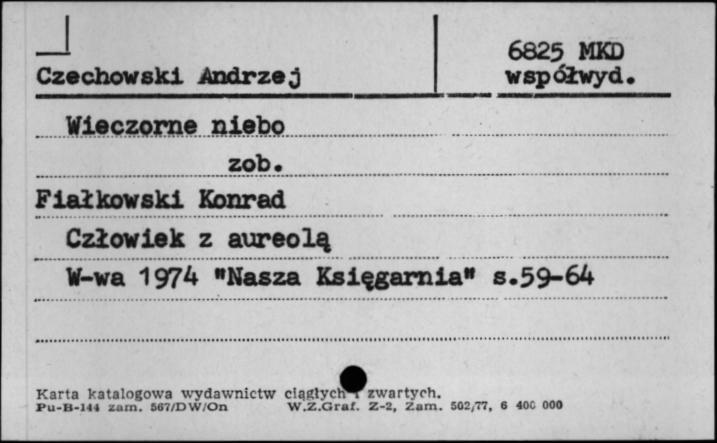 6825 MKD
Czechowski Andrzej współwyd.
Wieczorne niebo
zob.
Fiałkowski Konrad
Człowiek z aureolą
W-wa 1974 "Nasza Księgarnia" s.59-64
Karta katalogowa wydawnictw ciągłych i zwartych.
Pu-B-144 zam. 567/DW/On W.Z.Graf. Z-2, Zam. 502/77, 6 400 000